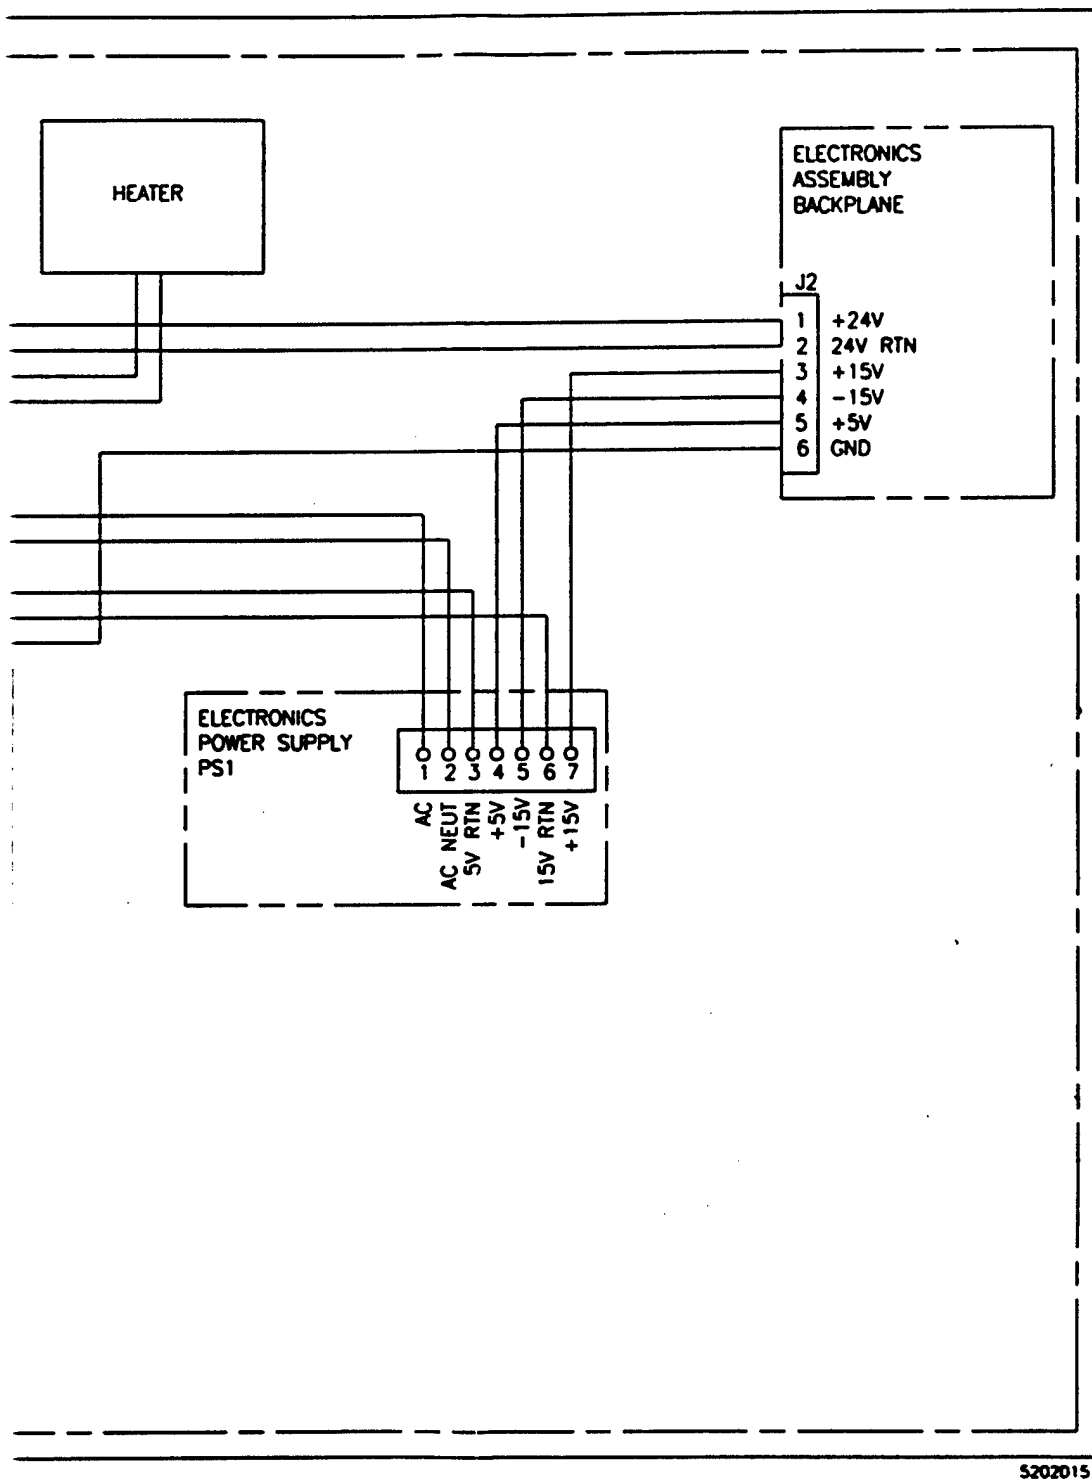 HEATER
ELECTRONICS
ASSEMBLY
BACKPLANE
J2
1 +24V
2 24V RTN
3 +15V
4 -15V
5 +5V
6 GND
ELECTRONICS
POWER SUPPLY
PS1
1 2 3 4 5 6 7
AC
AC NEUT
5V RTN
+5V
-15V
15V RTN
+15V
S202015